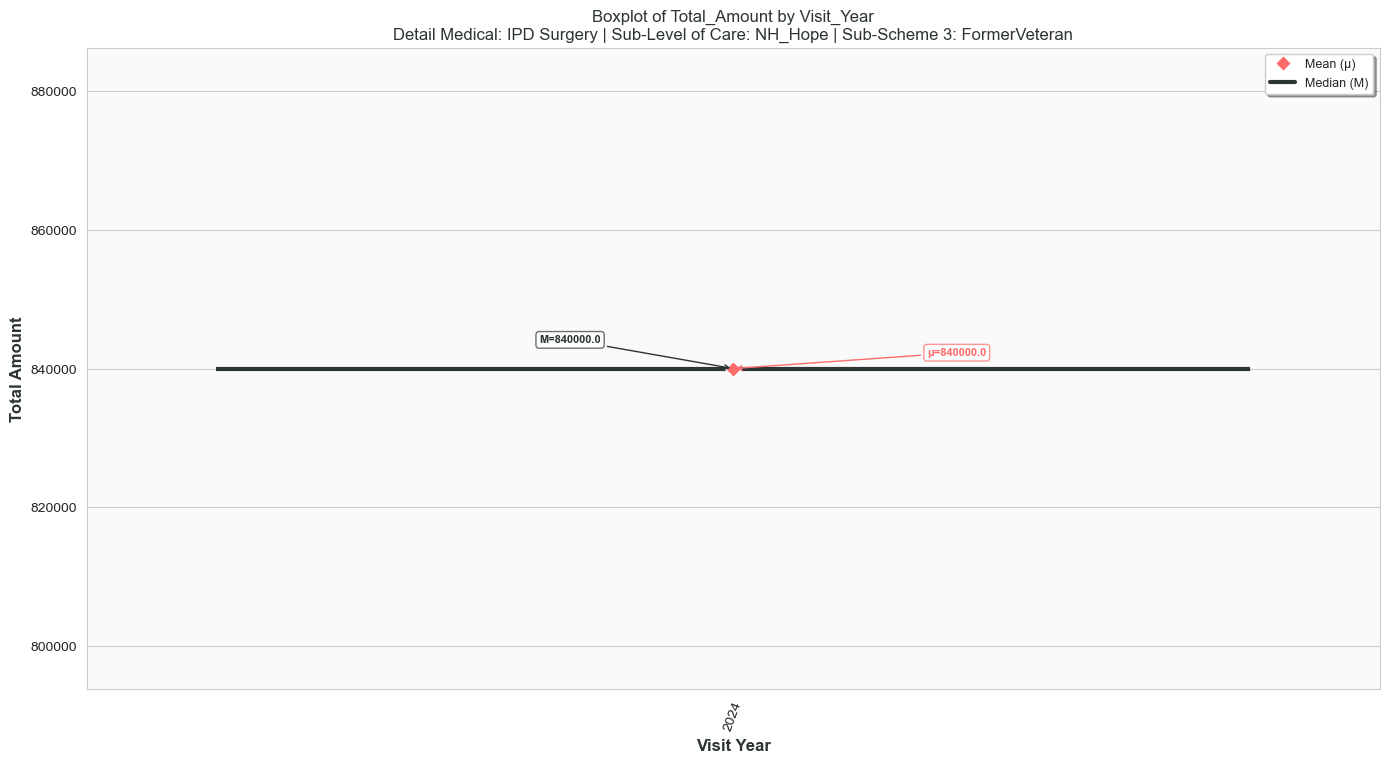 Boxplot of Total_Amount by Visit_Year
Detail Medical: IPD Surgery | Sub-Level of Care: NH_Hope | Sub-Scheme 3: FormerVeteran
Mean (μ)
Median (M)
880000
860000
840000
820000
800000
Total Amount
M=840000.0
μ=840000.0
2024
Visit Year